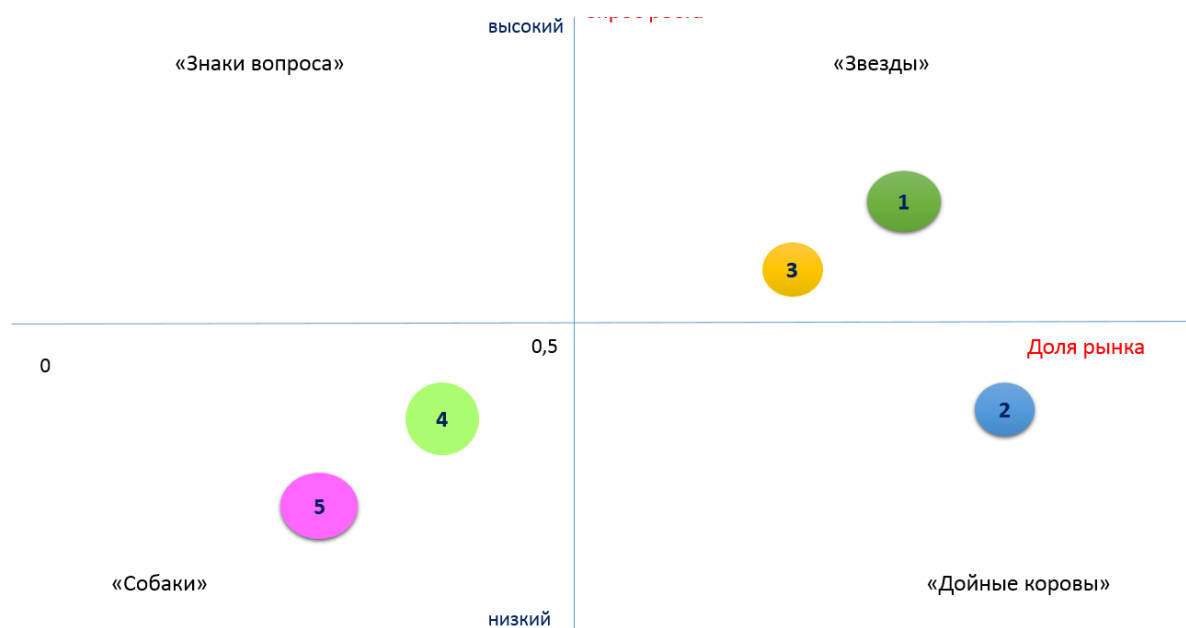 высокий
«Знаки вопроса»
«Звезды»
1
3
0,5
Доля рынка
0
2
4
5
«Собаки»
«Дойные коровы»
низкий